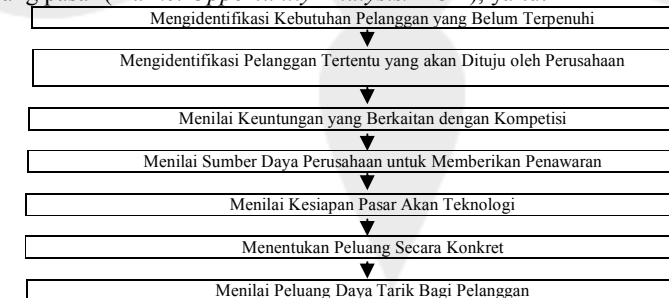 Mengidentifikasi Kebutuhan Pelanggan yang Belum Terpenuhi
Mengidentifikasi Pelanggan Tertentu yang akan Dituju oleh Perusahaan
Menilai Keuntungan yang Berkaitan dengan Kompetisi
Menilai Sumber Daya Perusahaan untuk Memberikan Penawaran
Menilai Kesiapan Pasar Akan Teknologi
Menentukan Peluang Secara Konkret
Menilai Peluang Daya Tarik Bagi Pelanggan